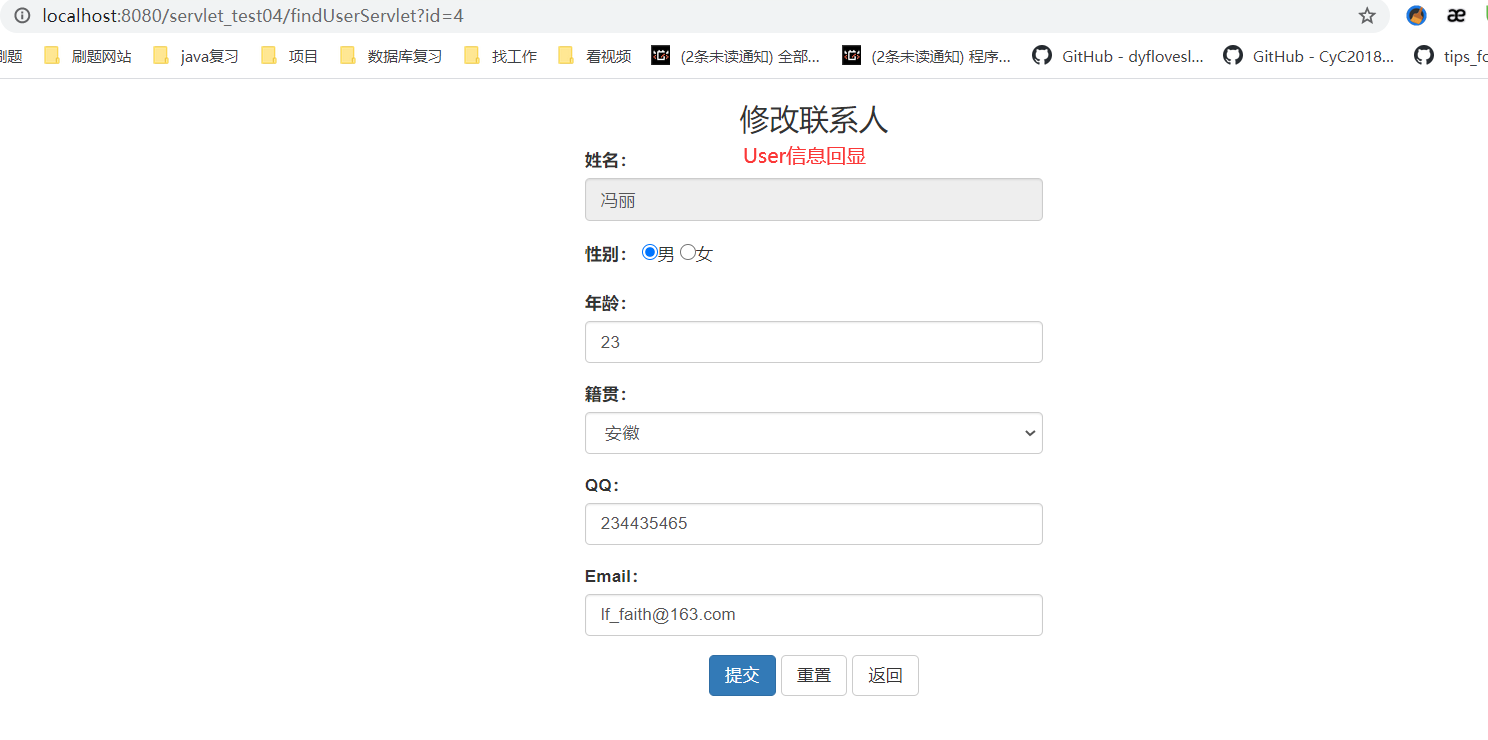 localhost:8080/servlet_test04/findUserServlet?id=4
刷题 刷题网站 java复习 项目 数据库复习 找工作 看视频 (2条未读通知) 全部... (2条未读通知) 程序... GitHub - dyflovesl... GitHub - CyC2018... tips_fo
修改联系人
User信息回显
姓名：
冯丽
性别： 男 女
年龄：
23
籍贯：
安徽
QQ：
234435465
Email：
lf_faith@163.com
提交 重置 返回